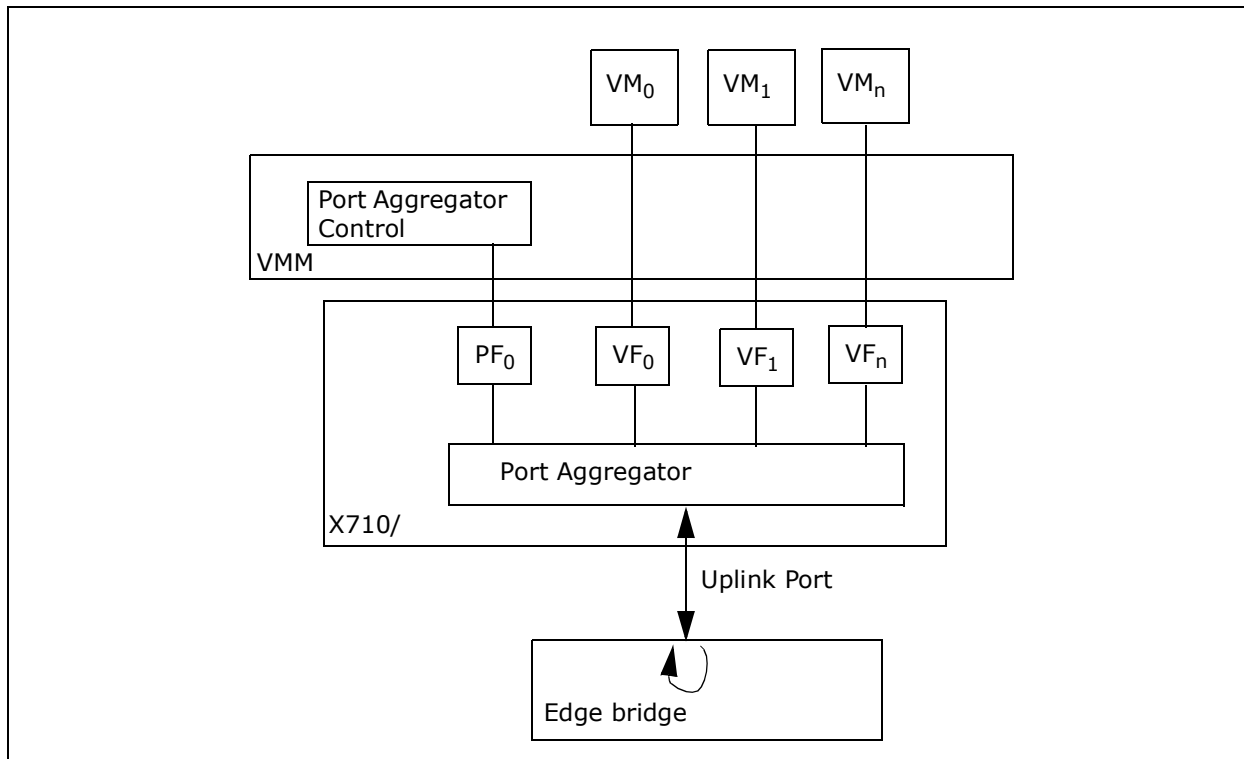 VM0
VM1
VMn
Port Aggregator
Control
VMM
PF0
VF0
VF1
VFn
Port Aggregator
X710/
Uplink Port
Edge bridge